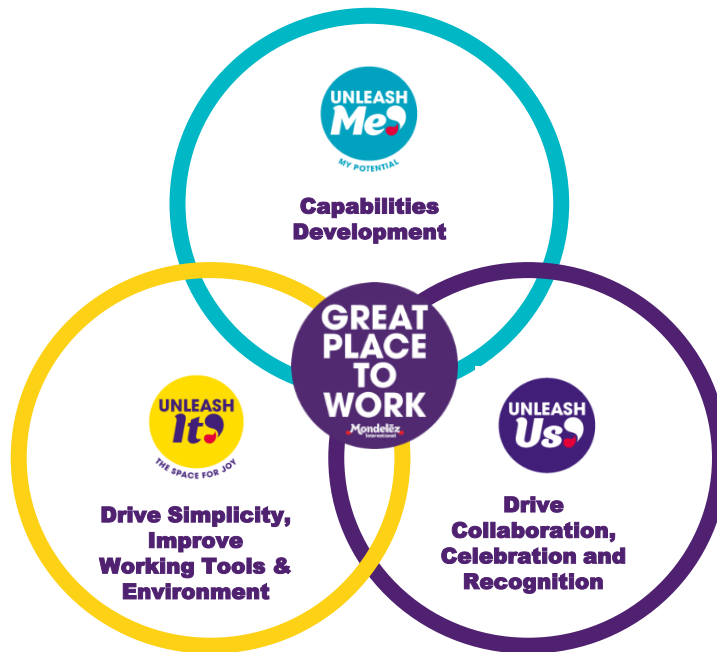 UNLEASH
Me
MY POTENTIAL
Capabilities
Development
GREAT
PLACE
TO
WORK
Mondelēz
International
UNLEASH
It
THE SPACE FOR JOY
Drive Simplicity,
Improve
Working Tools &
Environment
UNLEASH
Us
Drive
Collaboration,
Celebration and
Recognition